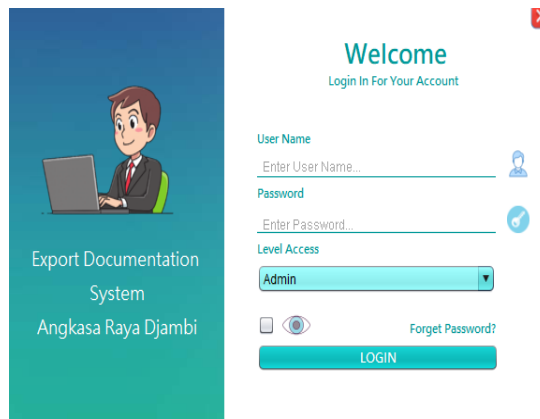 Welcome
Login In For Your Account
User Name
Enter User Name...
Password
Enter Password...
Level Access
Admin
Forget Password?
LOGIN
Export Documentation
System
Angkasa Raya Djambi